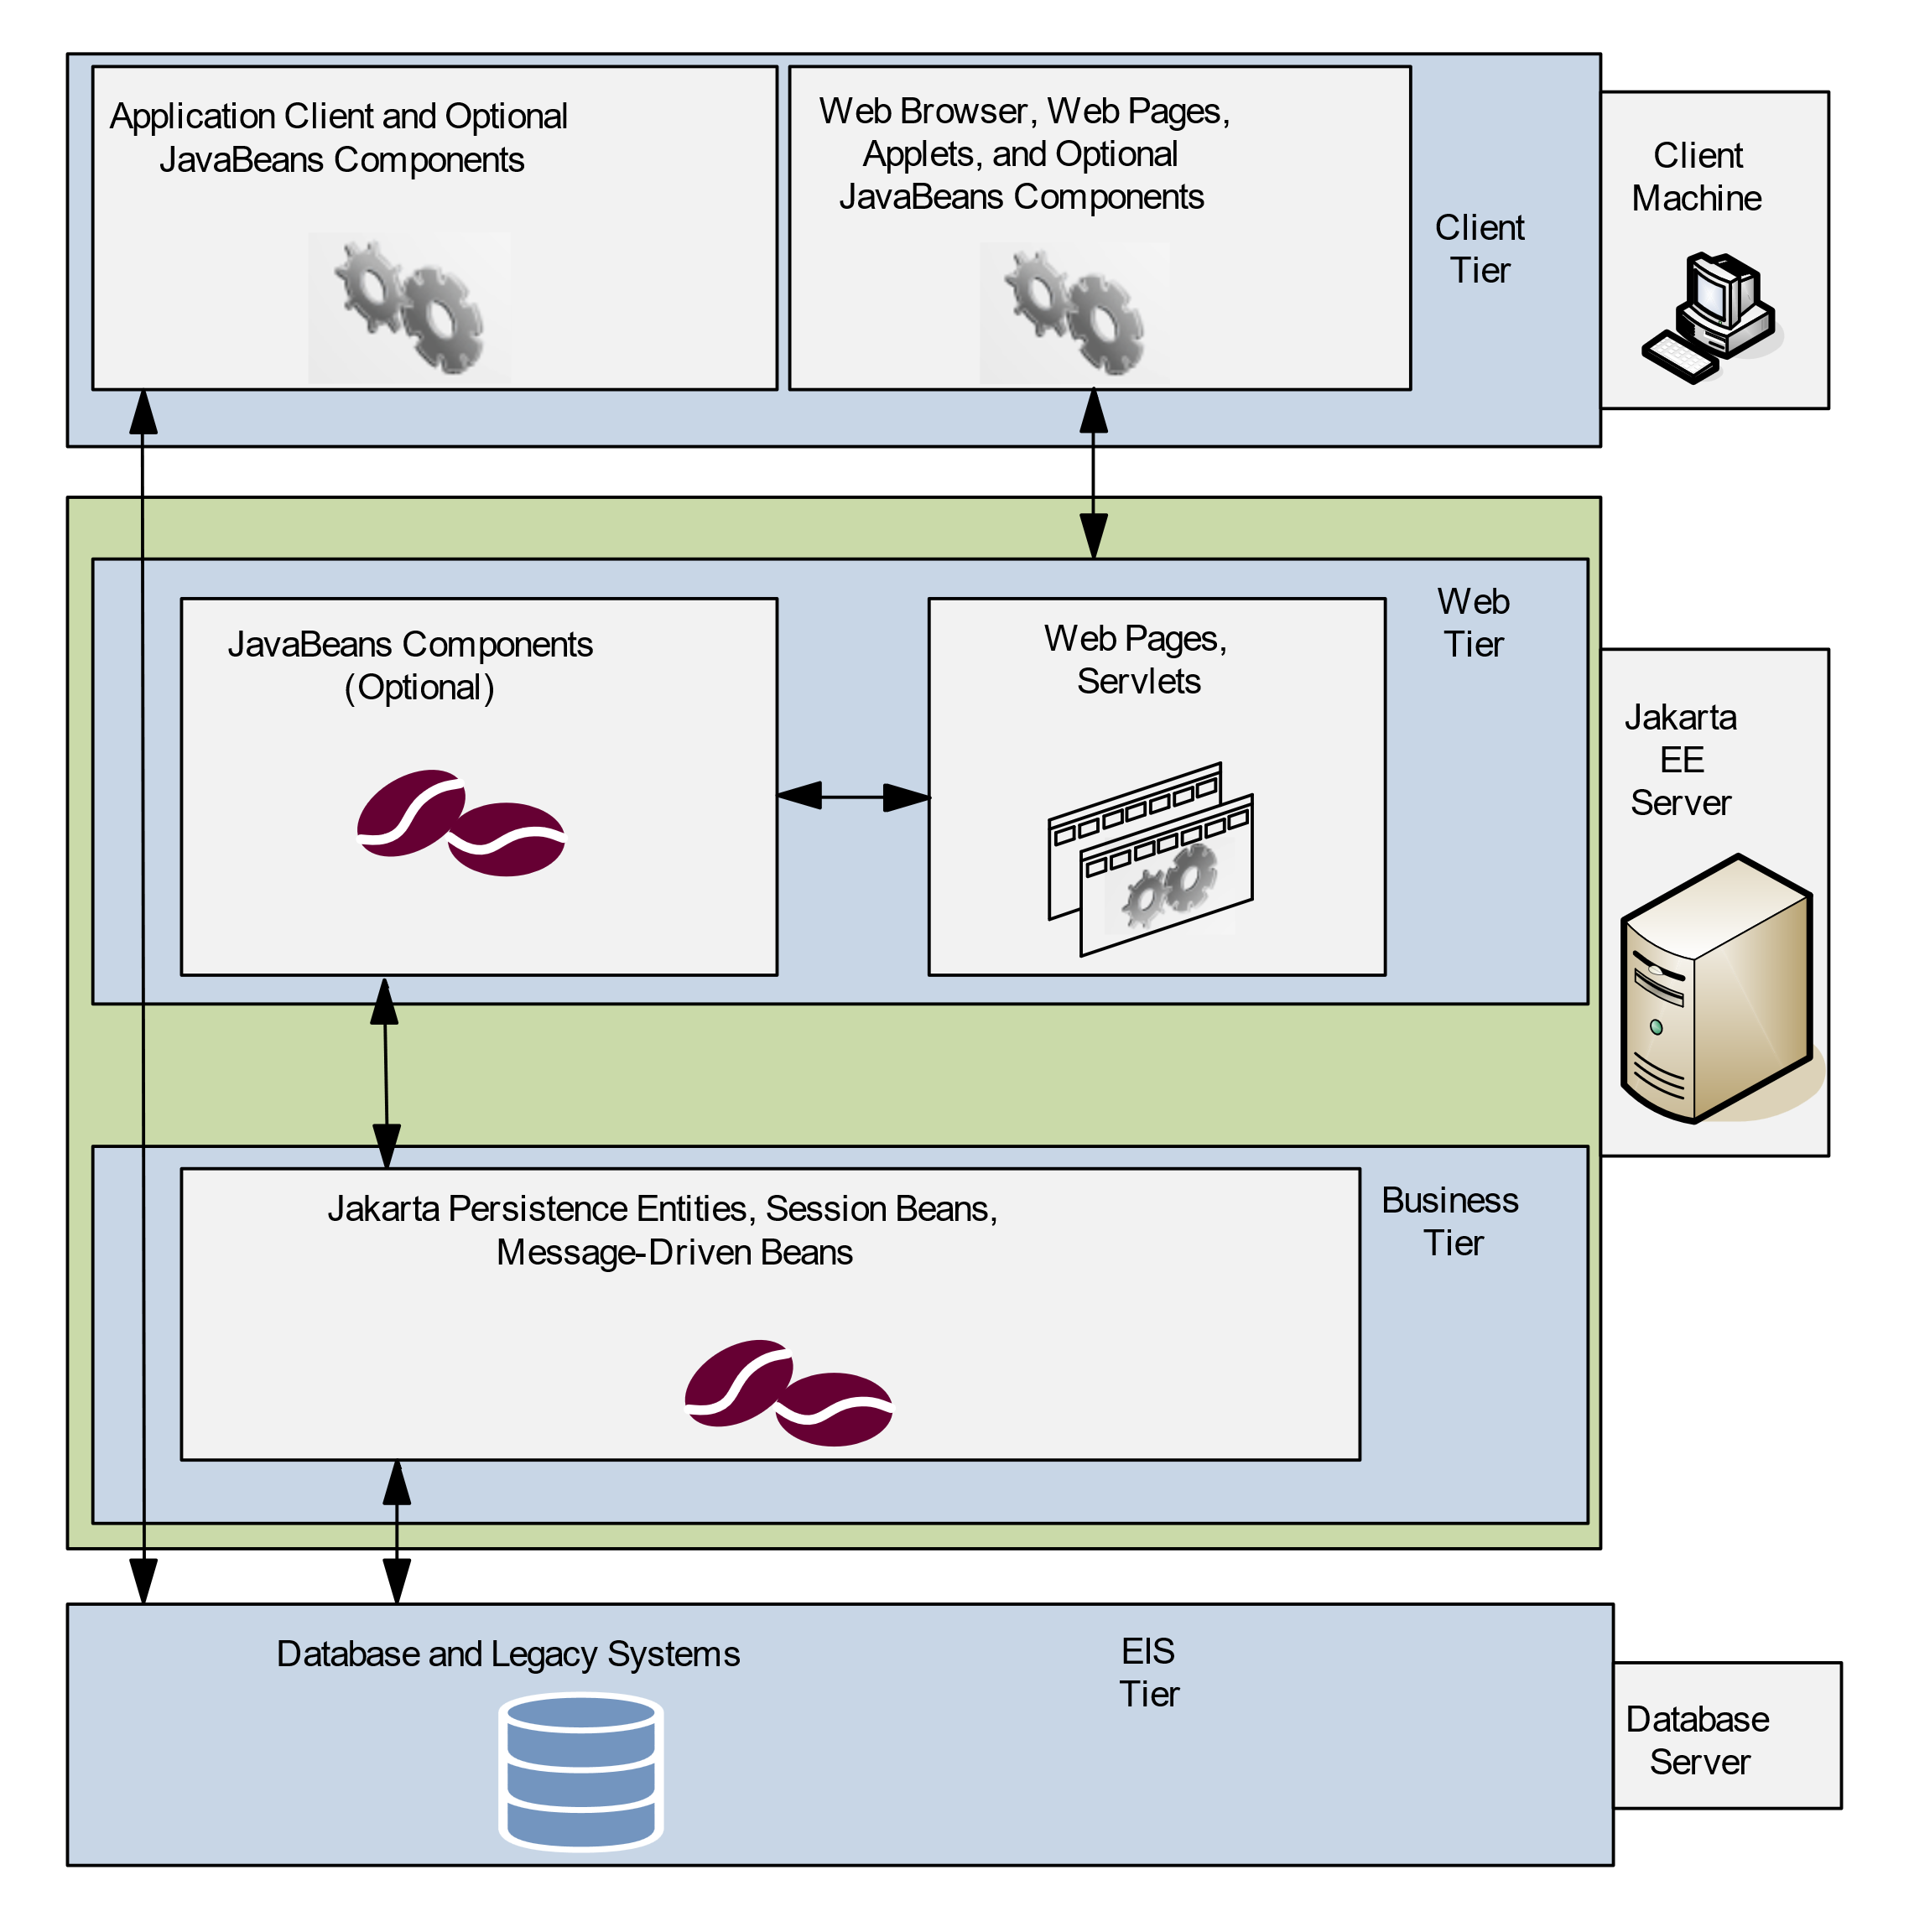 Application Client and Optional
JavaBeans Components
Web Browser, Web Pages,
Applets, and Optional
JavaBeans Components
Client
Tier
Client
Machine
JavaBeans Components
(Optional)
Web Pages,
Servlets
Web
Tier
Jakarta
EE
Server
Jakarta Persistence Entities, Session Beans,
Message-Driven Beans
Business
Tier
Database and Legacy Systems
EIS
Tier
Database
Server